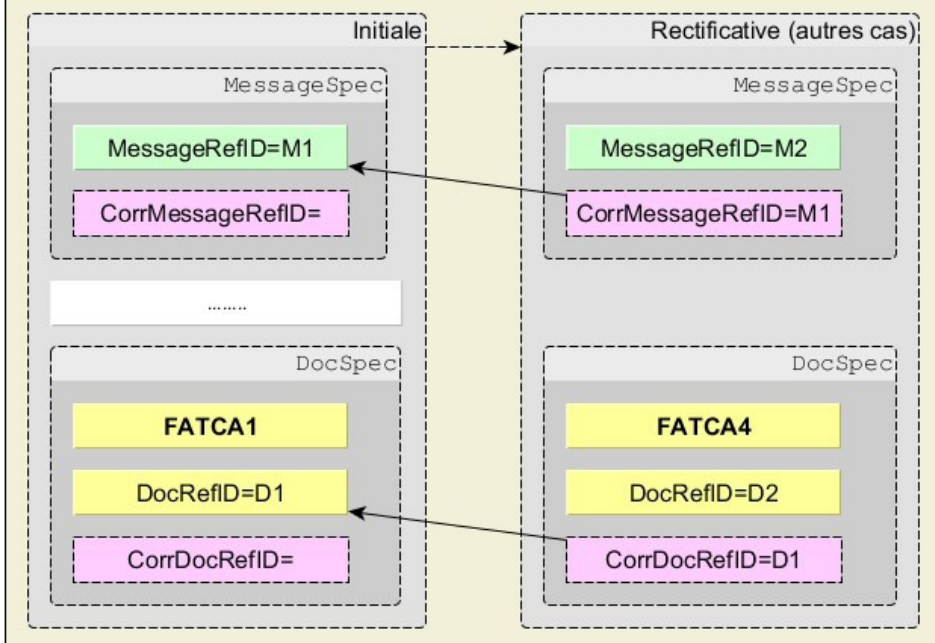 Initiale
MessageSpec
MessageRefID=M1
CorrMessageRefID=
........
DocSpec
FATCA1
DocRefID=D1
CorrDocRefID=
Rectificative (autres cas)
MessageSpec
MessageRefID=M2
CorrMessageRefID=M1
DocSpec
FATCA4
DocRefID=D2
CorrDocRefID=D1